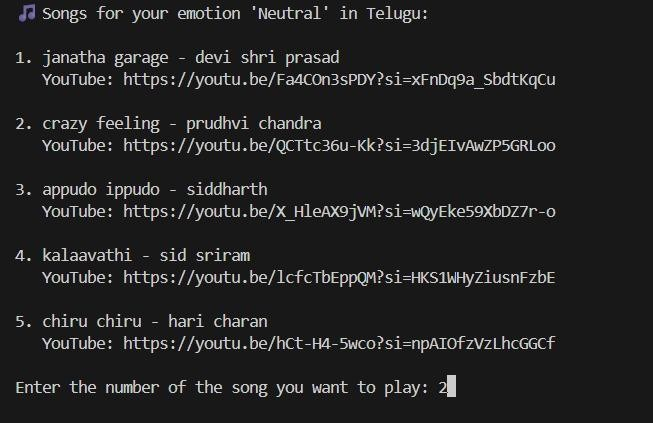 🎵 Songs for your emotion 'Neutral' in Telugu:
1. janatha garage - devi shri prasad
YouTube: https://youtu.be/Fa4COn3sPDY?si=xFnDq9a_SbdtKqCu
2. crazy feeling - prudhvi chandra
YouTube: https://youtu.be/QCTtc36u-Kk?si=3djEIvAwZP5GRLoo
3. appudo ippudo - siddharth
YouTube: https://youtu.be/X_HleAX9jVM?si=wQyEke59XbDZ7r-o
4. kalaavathi - sid sriram
YouTube: https://youtu.be/lcfcTbEppQM?si=HKS1WHyZiusnFzbE
5. chiru chiru - hari charan
YouTube: https://youtu.be/hCt-H4-5wco?si=npAIOfzVzLhcGGCf
Enter the number of the song you want to play: 2